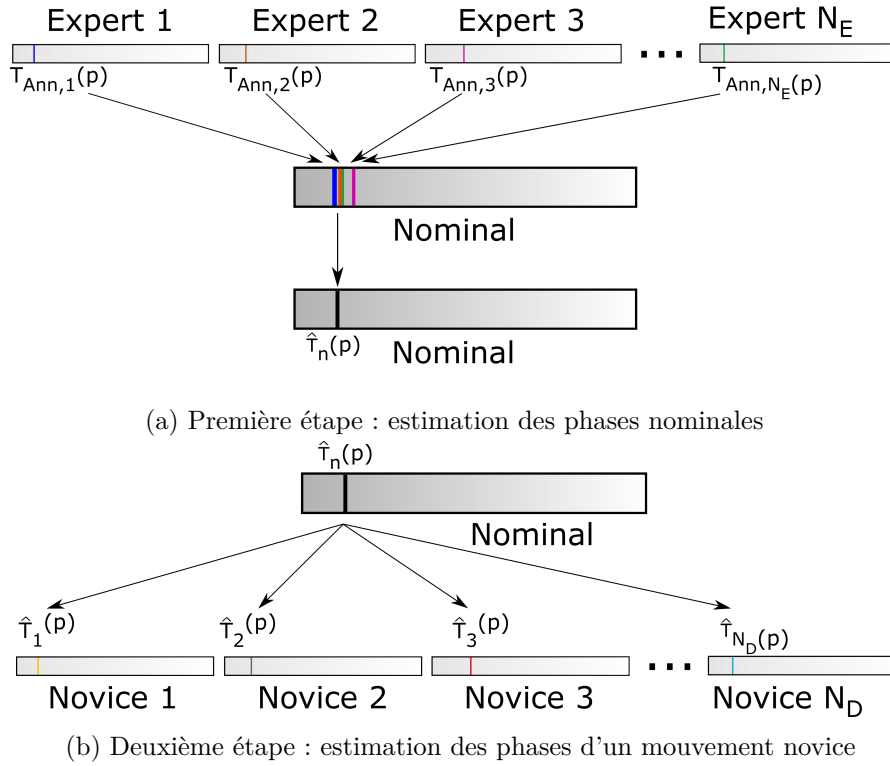 Expert 1 Expert 2 Expert 3 Expert N_E
...
T_Ann,1(p) T_Ann,2(p) T_Ann,3(p) T_Ann,N_E(p)
Nominal
T̂_n(p)
Nominal
(a) Première étape : estimation des phases nominales
T̂_n(p)
Nominal
T̂_1(p) T̂_2(p) T̂_3(p) T̂_N_D(p)
...
Novice 1 Novice 2 Novice 3 Novice N_D
(b) Deuxième étape : estimation des phases d'un mouvement novice